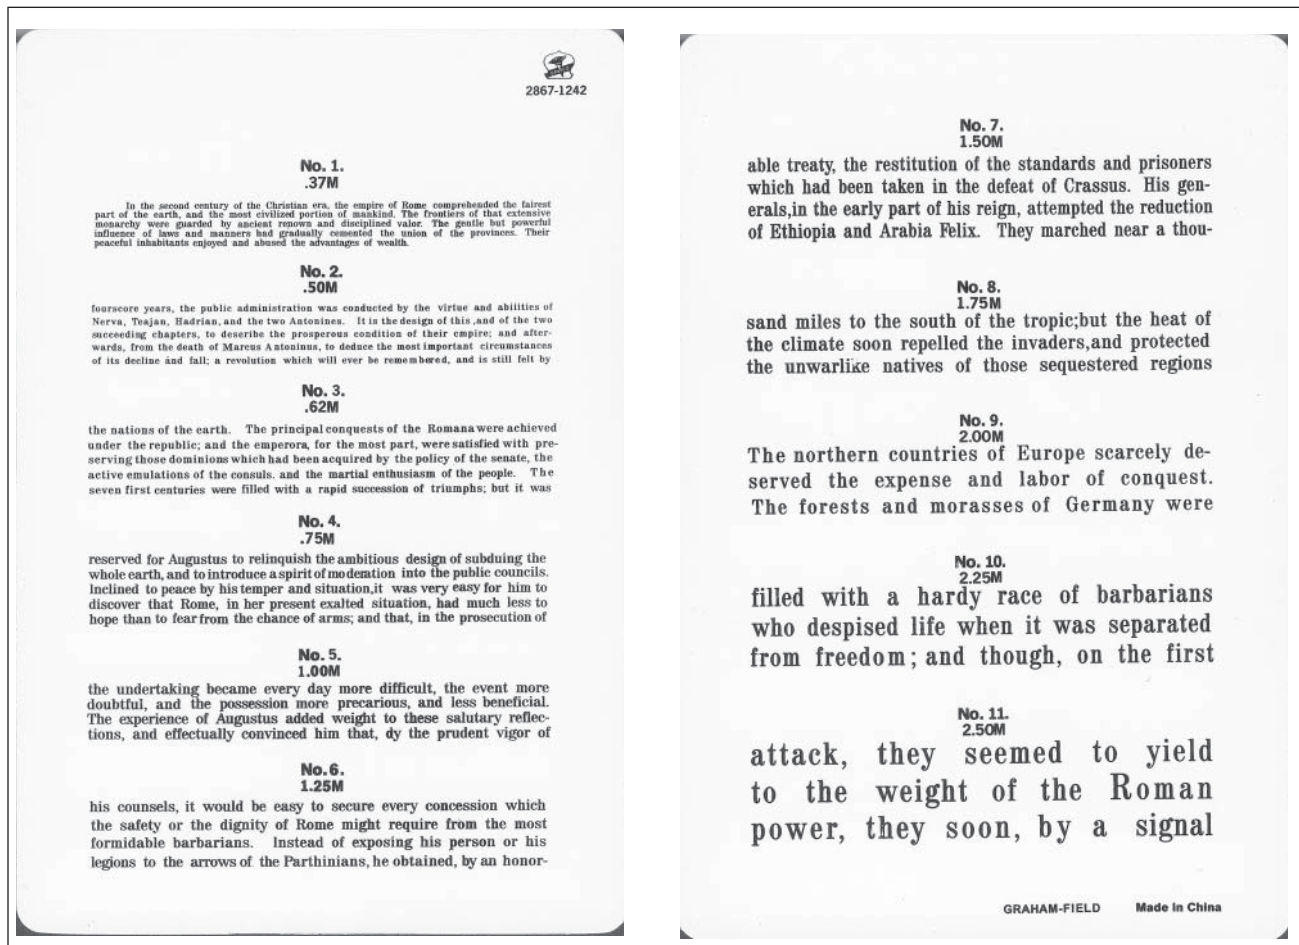 2867-1242
No. 1.
.37M
In the second century of the Christian era, the empire of Rome comprehended the fairest
part of the earth, and the most civilized portion of mankind. The frontiers of that extensive
monarchy were guarded by ancient renown and disciplined valor. The gentle but powerful
influence of laws and manners had gradually cemented the union of the provinces. Their
peaceful inhabitants enjoyed and abused the advantages of wealth.
No. 2.
.50M
fourscore years, the public administration was conducted by the virtue and abilities of
Nerva, Teajan, Hadrian, and the two Antonines. It is the design of this ,and of the two
succeeding chapters, to deseribe the prosperous condition of their empire; and after-
wards, from the death of Marcus Antoninus, to deduce the most important circumstances
of its decline and fall; a revolution which will ever be remembered, and is still felt by
No. 3.
.62M
the nations of the earth. The principal conquests of the Romana were achieved
under the republic; and the emperora, for the most part, were satisfied with pre-
serving those dominions which had been acquired by the policy of the senate, the
active emulations of the consuls. and the martial enthusiasm of the people. The
seven first centuries were filled with a rapid succession of triumphs; but it was
No. 4.
.75M
reserved for Augustus to relinquish the ambitious design of subduing the
whole earth, and to introduce a spirit of moderation into the public councils.
Inclined to peace by his temper and situation,it was very easy for him to
discover that Rome, in her present exalted situation, had much less to
hope than to fear from the chance of arms; and that, in the prosecution of
No. 5.
1.00M
the undertaking became every day more difficult, the event more
doubtful, and the possession more precarious, and less beneficial.
The experience of Augustus added weight to these salutary reflec-
tions, and effectually convinced him that, dy the prudent vigor of
No. 6.
1.25M
his counsels, it would be easy to secure every concession which
the safety or the dignity of Rome might require from the most
formidable barbarians. Instead of exposing his person or his
legions to the arrows of the Parthinians, he obtained, by an honor-
No. 7.
1.50M
able treaty, the restitution of the standards and prisoners
which had been taken in the defeat of Crassus. His gen-
erals,in the early part of his reign, attempted the reduction
of Ethiopia and Arabia Felix. They marched near a thou-
No. 8.
1.75M
sand miles to the south of the tropic;but the heat of
the climate soon repelled the invaders,and protected
the unwarlike natives of those sequestered regions
No. 9.
2.00M
The northern countries of Europe scarcely de-
served the expense and labor of conquest.
The forests and morasses of Germany were
No. 10.
2.25M
filled with a hardy race of barbarians
who despised life when it was separated
from freedom; and though, on the first
No. 11.
2.50M
attack, they seemed to yield
to the weight of the Roman
power, they soon, by a signal
GRAHAM-FIELD Made in China